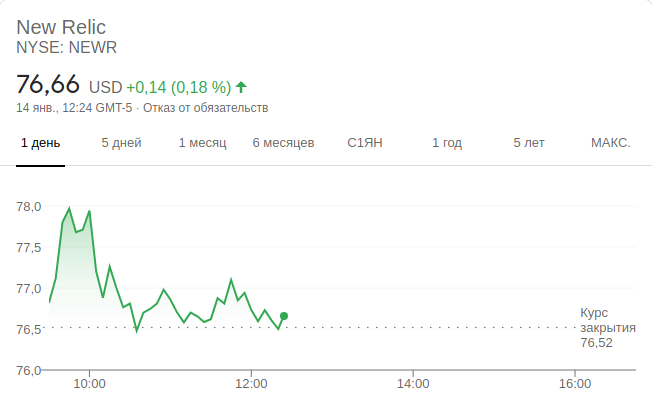 New Relic
NYSE: NEWR
76,66 USD +0,14 (0,18 %)
14 янв., 12:24 GMT-5 · Отказ от обязательств
1 день 5 дней 1 месяц 6 месяцев С1ЯН 1 год 5 лет МАКС.
78,0
77,5
77,0
76,5
76,0
Курс
закрытия
76,52
10:00 12:00 14:00 16:00